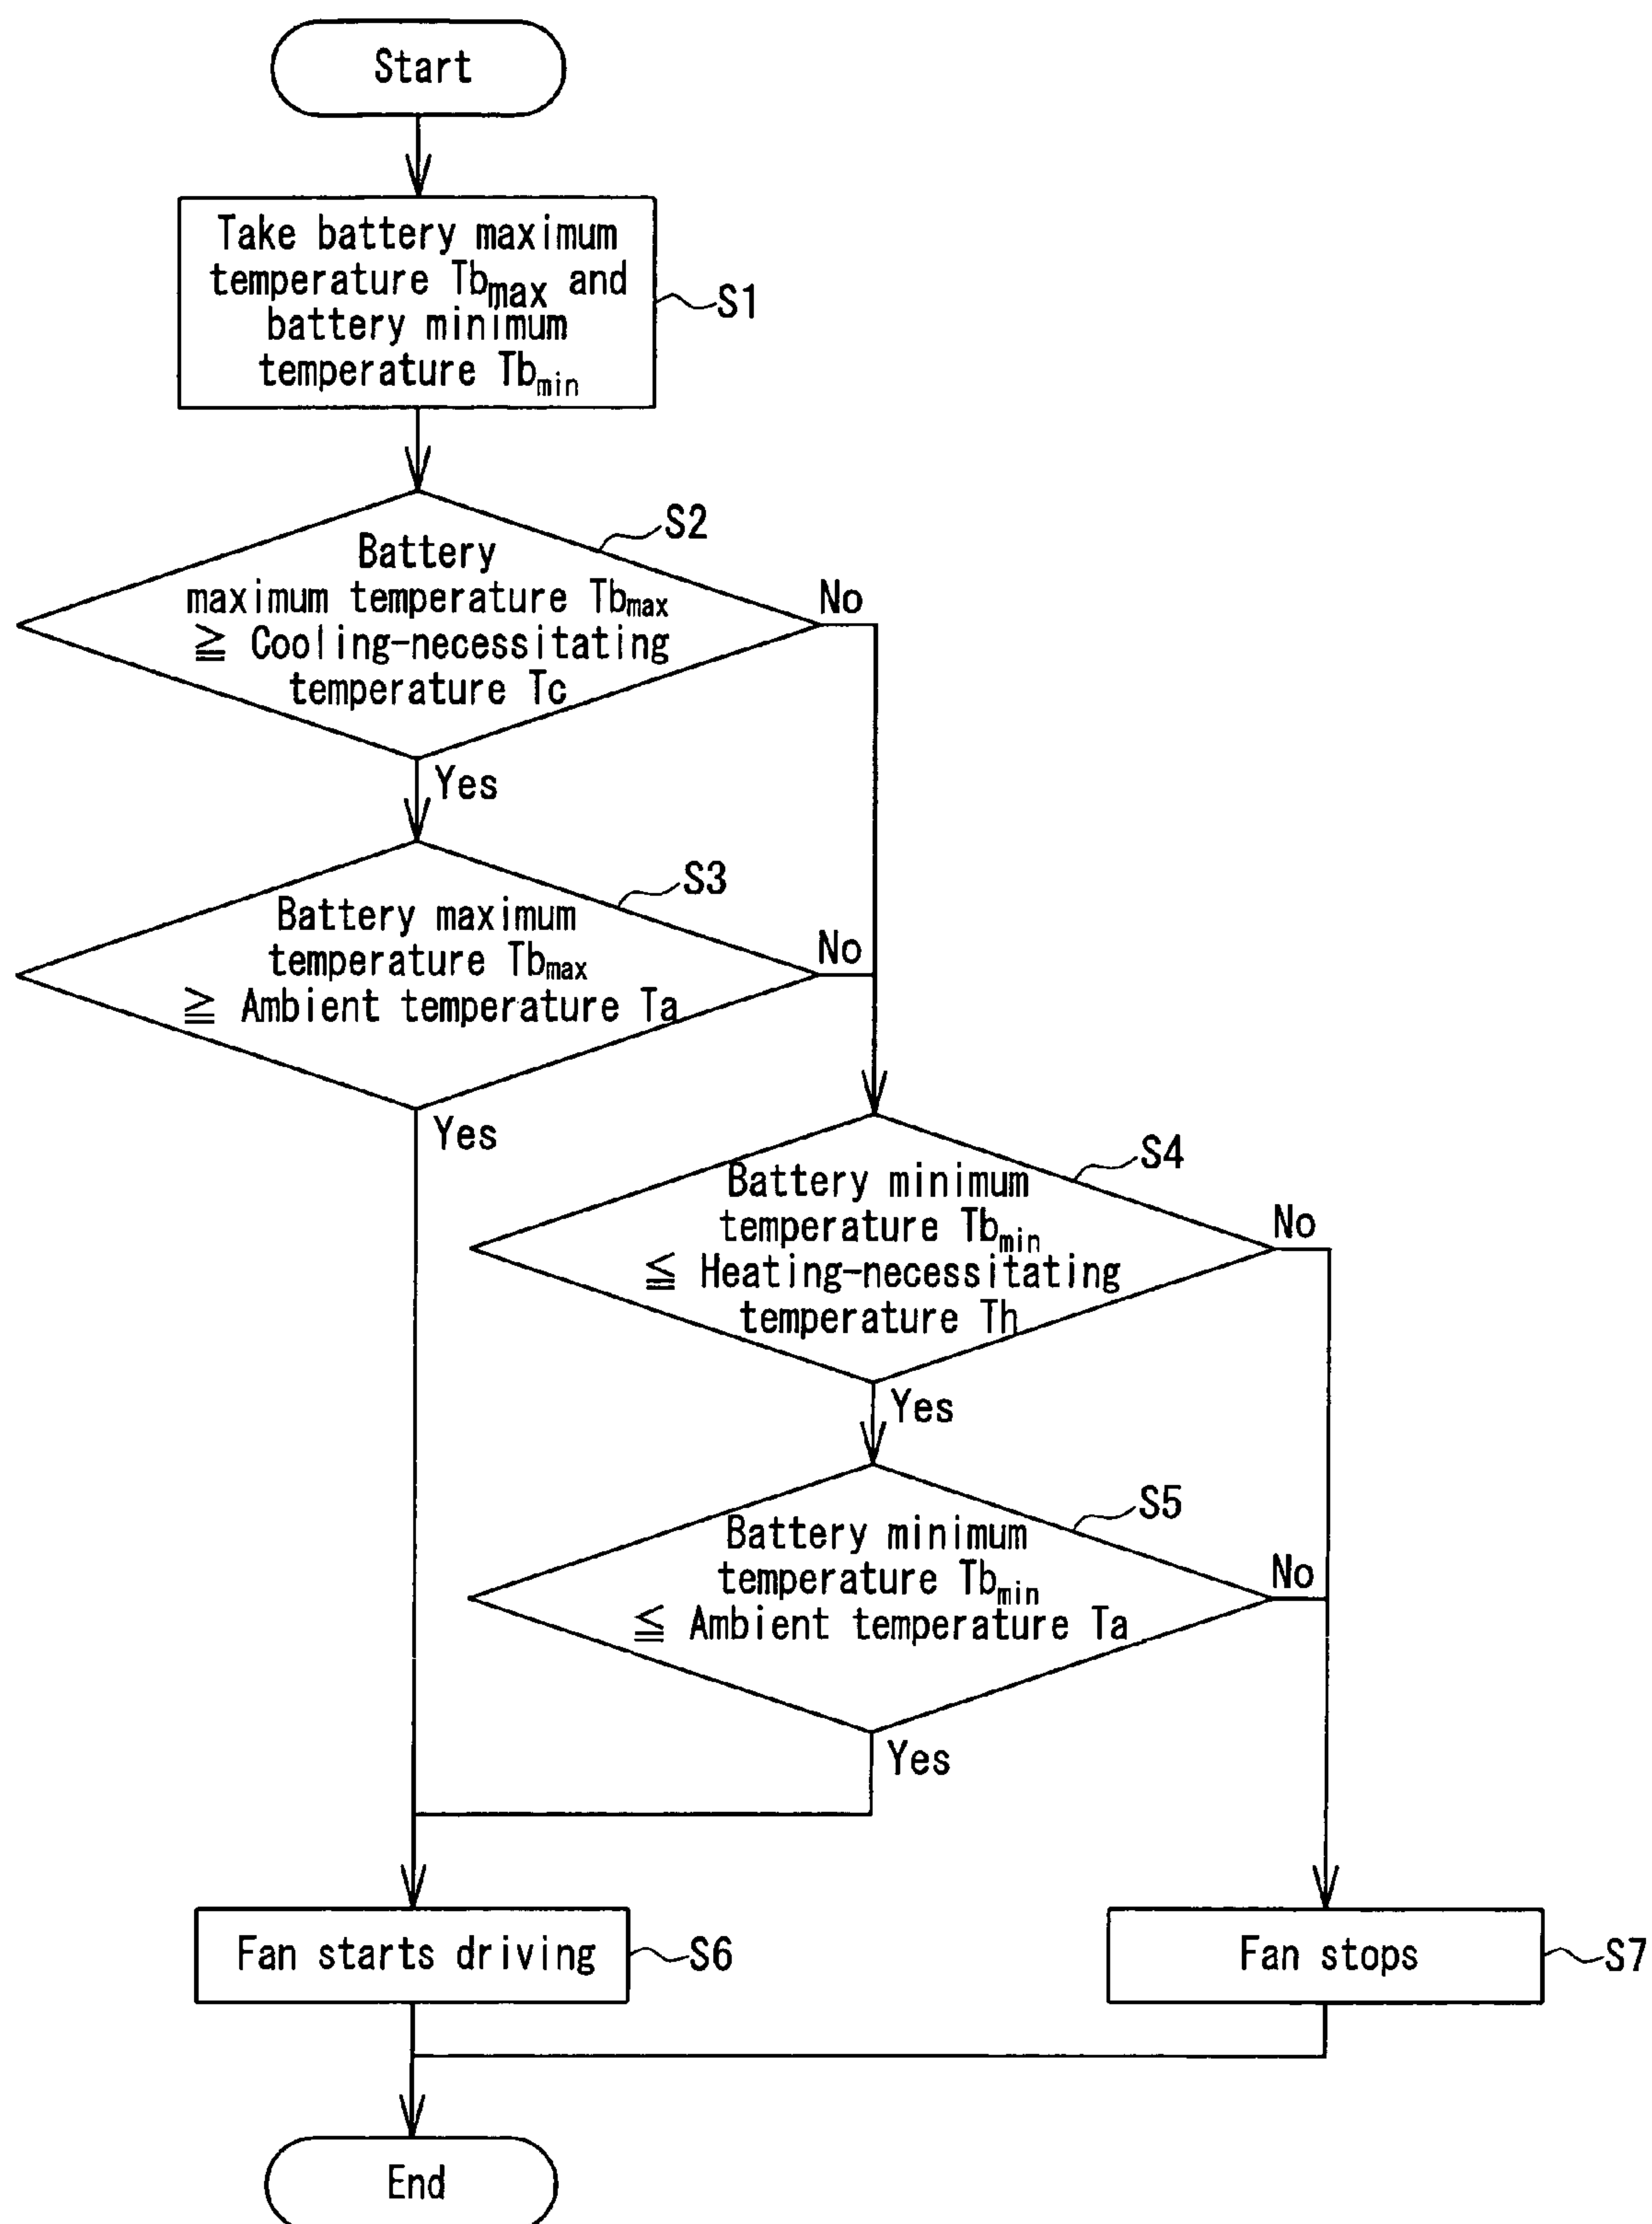 Start
Take battery maximum
temperature Tbmax and
battery minimum
temperature Tbmin
S1
S2
Battery
maximum temperature Tbmax
≧ Cooling-necessitating
temperature Tc
No
Yes
S3
Battery maximum
temperature Tbmax
≧ Ambient temperature Ta
No
Yes
S4
Battery minimum
temperature Tbmin
≦ Heating-necessitating
temperature Th
No
Yes
S5
Battery minimum
temperature Tbmin
≦ Ambient temperature Ta
No
Yes
Fan starts driving
S6
Fan stops
S7
End